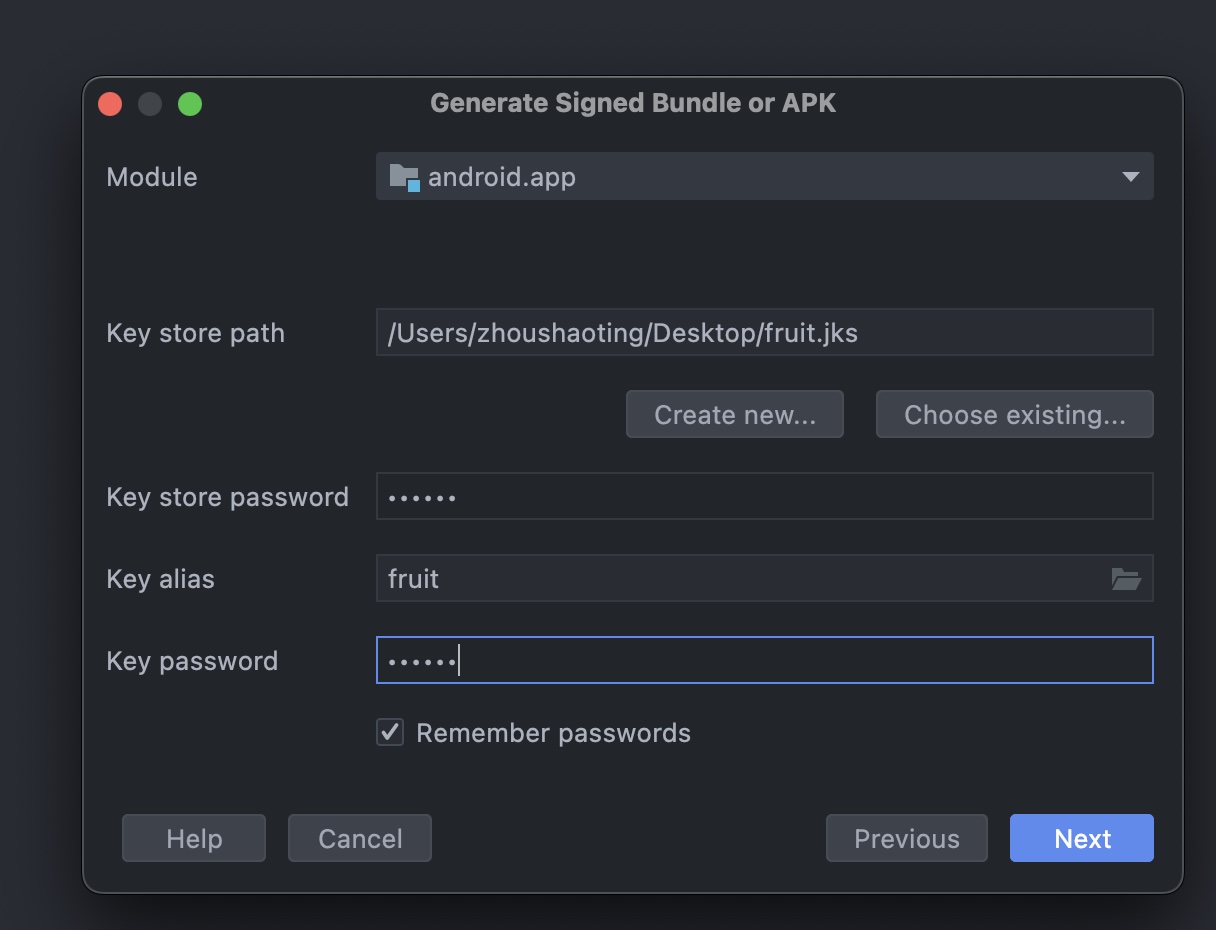 Generate Signed Bundle or APK
Module
android.app
Key store path
/Users/zhoushaoting/Desktop/fruit.jks
Create new...
Choose existing...
Key store password
••••••
Key alias
fruit
Key password
••••••
Remember passwords
Help
Cancel
Previous
Next